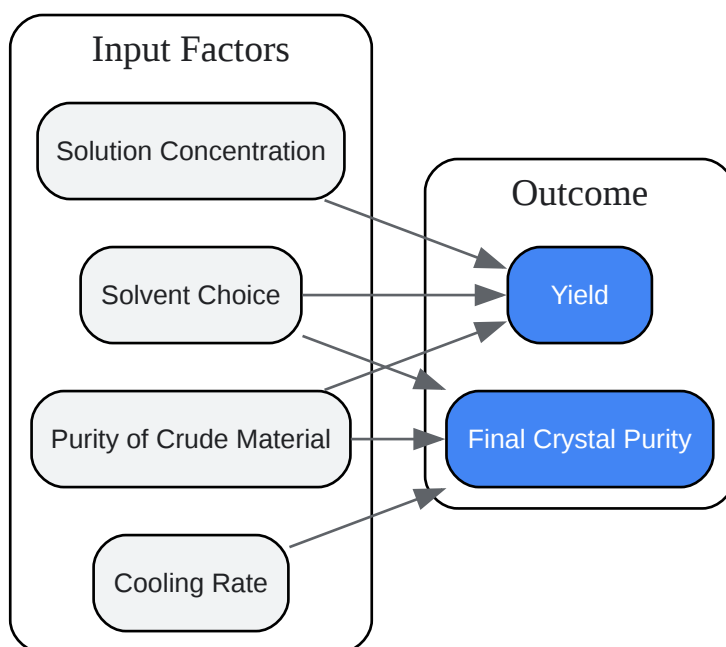 Input Factors
Solution Concentration
Solvent Choice
Purity of Crude Material
Cooling Rate
Outcome
Yield
Final Crystal Purity